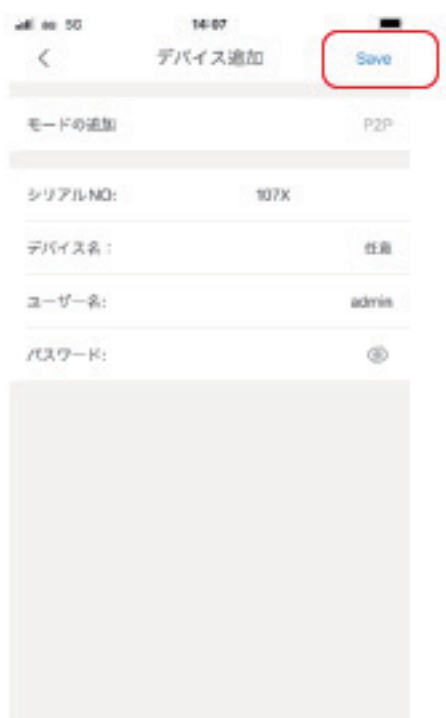 5G 14:07
デバイス追加 Save
モードの追加 P2P
シリアルNO: 107X
デバイス名: 任意
ユーザー名: admin
パスワード: